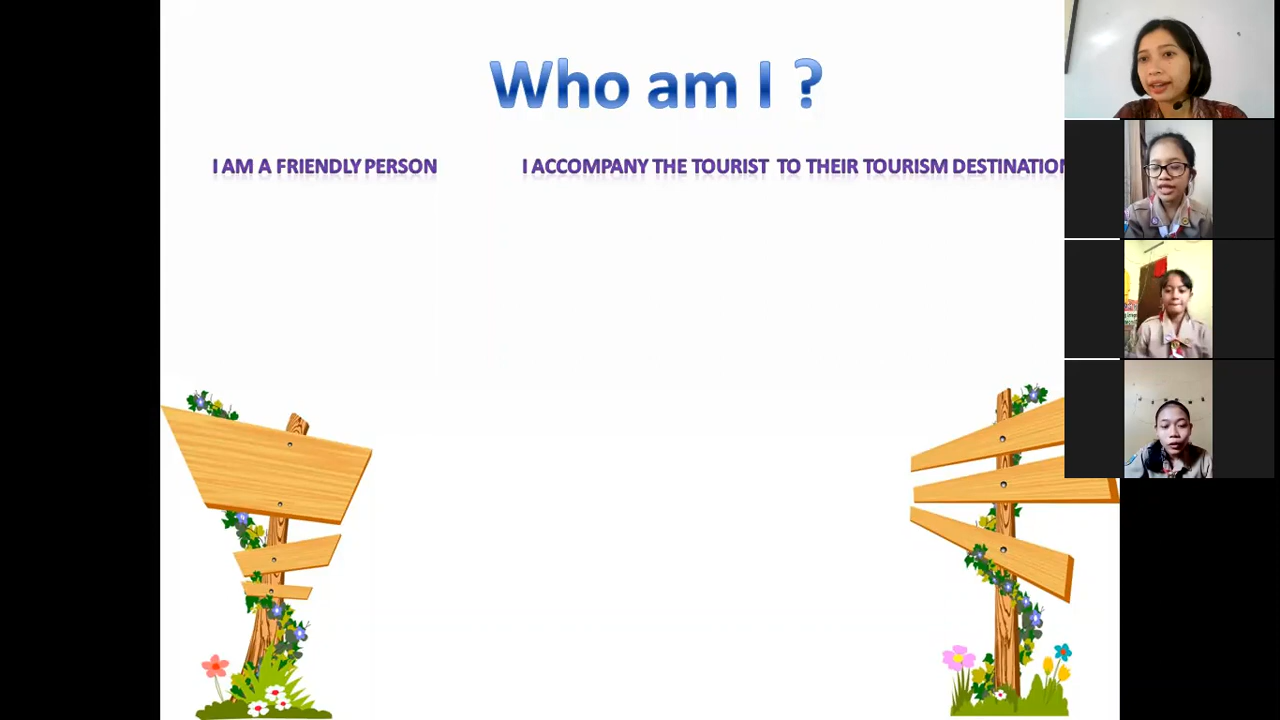 Who am I ?
I AM A FRIENDLY PERSON
I ACCOMPANY THE TOURIST TO THEIR TOURISM DESTINATION